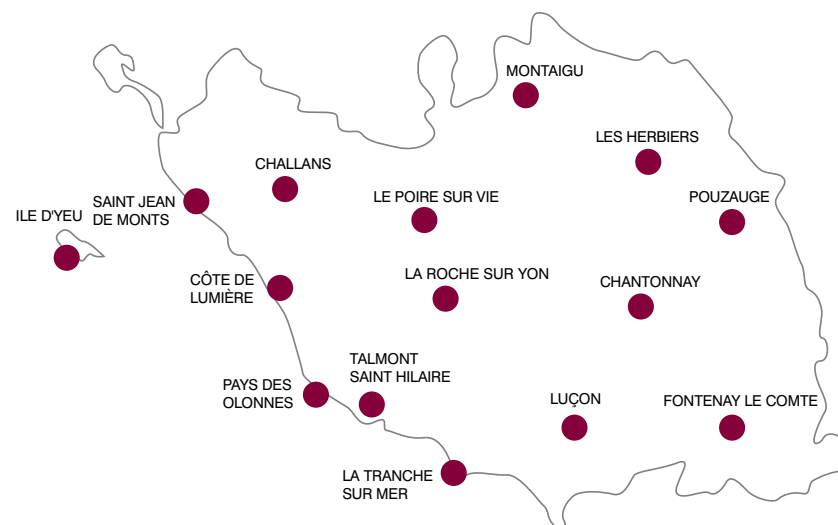 MONTAIGU
LES HERBIERS
CHALLANS
LE POIRE SUR VIE
POUZAUGE
SAINT JEAN
DE MONTS
ILE D'YEU
LA ROCHE SUR YON
CHANTONNAY
CÔTE DE
LUMIÈRE
TALMONT
SAINT HILAIRE
PAYS DES
OLONNES
LUÇON
FONTENAY LE COMTE
LA TRANCHE
SUR MER